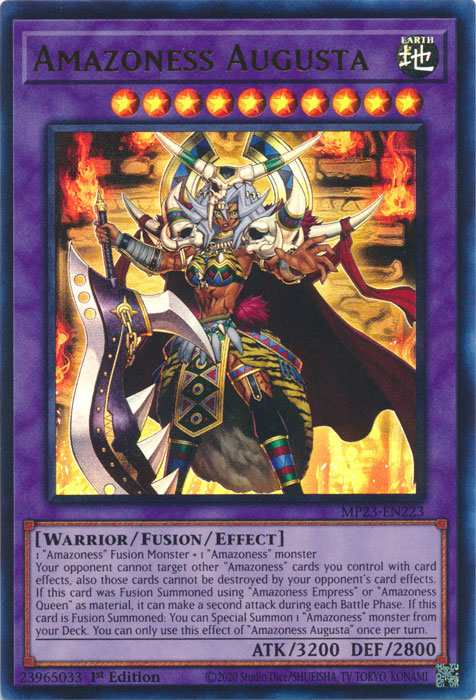 AMAZONESS AUGUSTA
EARTH
地
MP23-EN223
[WARRIOR/FUSION/EFFECT]
1 "Amazoness" Fusion Monster + 1 "Amazoness" monster
Your opponent cannot target other "Amazoness" cards you control with card
effects, also those cards cannot be destroyed by your opponent's card effects.
If this card was Fusion Summoned using "Amazoness Empress" or "Amazoness
Queen" as material, it can make a second attack during each Battle Phase. If this
card is Fusion Summoned: You can Special Summon 1 "Amazoness" monster from
your Deck. You can only use this effect of "Amazoness Augusta" once per turn.
ATK/3200 DEF/2800
23965033 1st Edition ©2020 Studio Dice/SHUEISHA, TV TOKYO, KONAMI